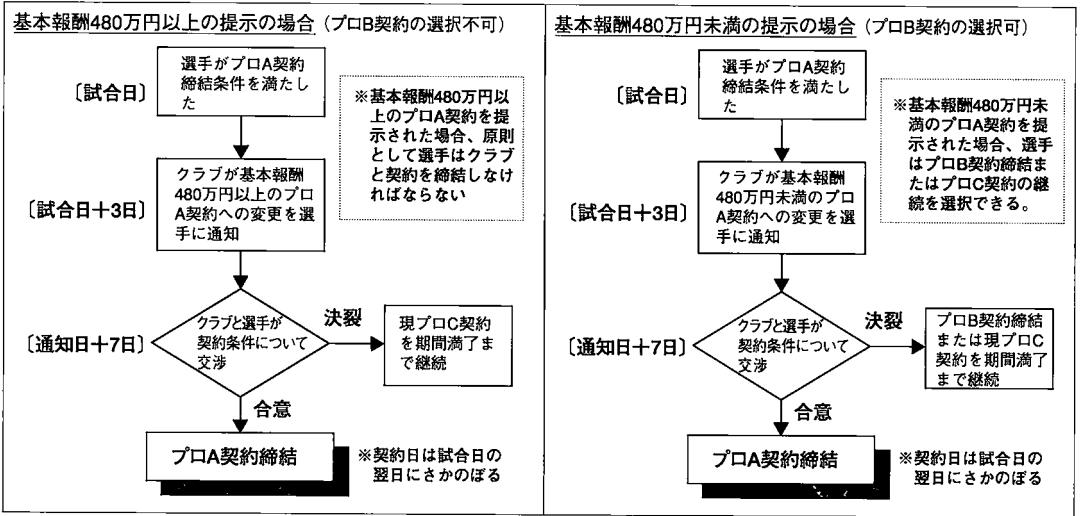 基本報酬480万円以上の提示の場合（プロB契約の選択不可）
〔試合日〕
選手がプロA契約
締結条件を満たし
た
※基本報酬480万円以
上のプロA契約を提
示された場合、原則
として選手はクラブ
と契約を締結しなけ
ればならない
〔試合日＋3日〕
クラブが基本報酬
480万円以上のプロ
A契約への変更を選
手に通知
〔通知日＋7日〕
クラブと選手が
契約条件について
交渉
決裂
現プロC契約
を期間満了ま
で継続
合意
プロA契約締結
※契約日は試合日の
翌日にさかのぼる
基本報酬480万円未満の提示の場合（プロB契約の選択可）
〔試合日〕
選手がプロA契約
締結条件を満たし
た
※基本報酬480万円未
満のプロA契約を提
示された場合、選手
はプロB契約締結ま
たはプロC契約の継
続を選択できる。
〔試合日＋3日〕
クラブが基本報酬
480万円未満のプロ
A契約への変更を選
手に通知
〔通知日＋7日〕
クラブと選手が
契約条件について
交渉
決裂
プロB契約締結
または現プロC
契約を期間満了
まで継続
合意
プロA契約締結
※契約日は試合日の
翌日にさかのぼる